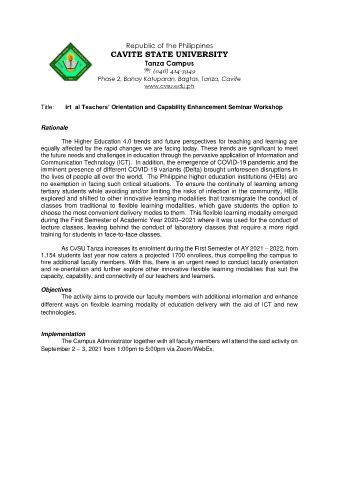 Republic of the Philippines
CAVITE STATE UNIVERSITY
Tanza Campus
(046) 414-3949
Phase 2, Bahay Katuparan, Bagtas, Tanza, Cavite
www.cvsu.edu.ph
Title: Irt al Teachers' Orientation and Capability Enhancement Seminar Workshop
Rationale
The Higher Education 4.0 trends and future perspectives for teaching and learning are
equally affected by the rapid changes we are facing today. These trends are significant to meet
the future needs and challenges in education through the pervasive application of Information and
Communication Technology (ICT). In addition, the emergence of COVID-19 pandemic and the
imminent presence of different COVID-19 variants (Delta) brought unforeseen disruptions in
the lives of people all over the world. The Philippine higher education institutions (HEIs) are
no exemption in facing such critical situations. To ensure the continuity of learning among
tertiary students while avoiding and/or limiting the risks of infection in the community, HEIs
explored and shifted to other innovative learning modalities that transmigrate the conduct of
classes from traditional to flexible learning modalities, which gave students the option to
choose the most convenient delivery modes to them. This flexible learning modality emerged
during the First Semester of Academic Year 2020–2021 where it was used for the conduct of
lecture classes, leaving behind the conduct of laboratory classes that require a more rigid
training for students in face-to-face classes.
As CvSU Tanza increases its enrolment during the First Semester of AY 2021 – 2022, from
1,154 students last year now caters a projected 1700 enrollees, thus compelling the campus to
hire additional faculty members. With this, there is an urgent need to conduct faculty orientation
and re-orientation and further explore other innovative flexible learning modalities that suit the
capacity, capability, and connectivity of our teachers and learners.
Objectives
The activity aims to provide our faculty members with additional information and enhance
different ways on flexible learning modality of education delivery with the aid of ICT and new
technologies.
Implementation
The Campus Administrator together with all faculty members will attend the said activity on
September 2 – 3, 2021 from 1:00pm to 5:00pm via Zoom/WebEx.